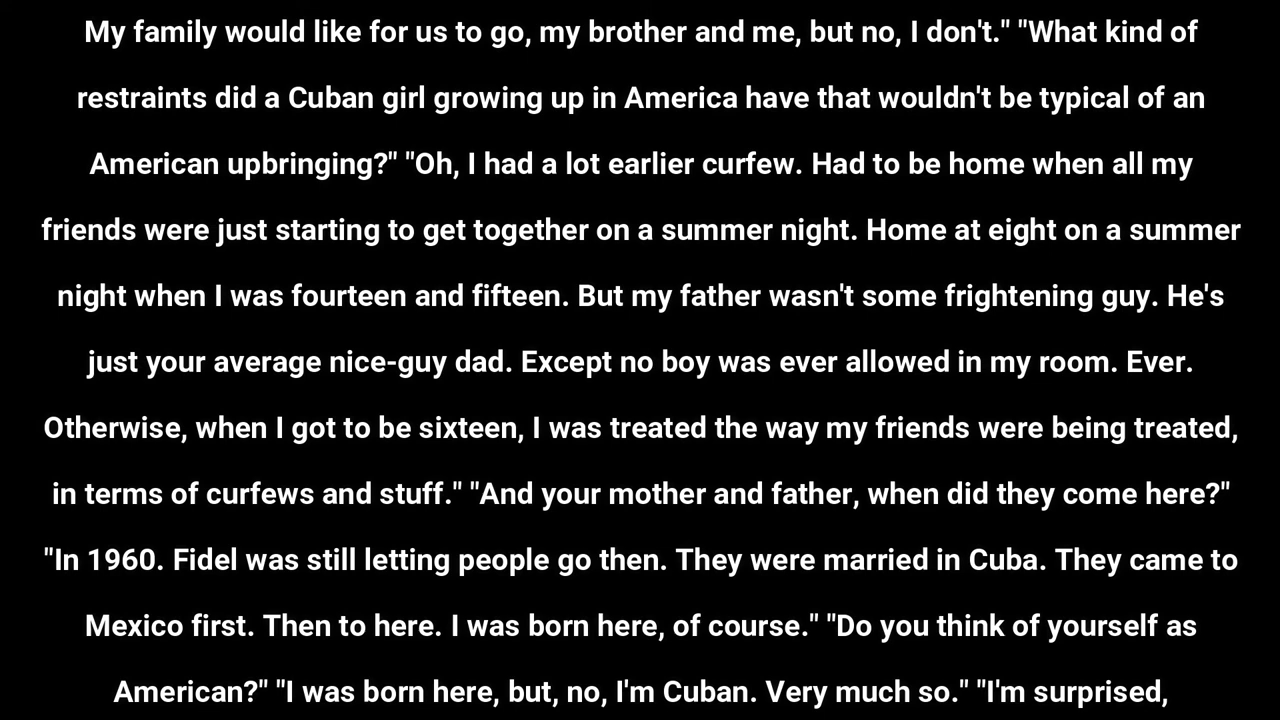 My family would like for us to go, my brother and me, but no, I don't." "What kind of
restraints did a Cuban girl growing up in America have that wouldn't be typical of an
American upbringing?" "Oh, I had a lot earlier curfew. Had to be home when all my
friends were just starting to get together on a summer night. Home at eight on a summer
night when I was fourteen and fifteen. But my father wasn't some frightening guy. He's
just your average nice-guy dad. Except no boy was ever allowed in my room. Ever.
Otherwise, when I got to be sixteen, I was treated the way my friends were being treated,
in terms of curfews and stuff." "And your mother and father, when did they come here?"
"In 1960. Fidel was still letting people go then. They were married in Cuba. They came to
Mexico first. Then to here. I was born here, of course." "Do you think of yourself as
American?" "I was born here, but, no, I'm Cuban. Very much so." "I'm surprised,